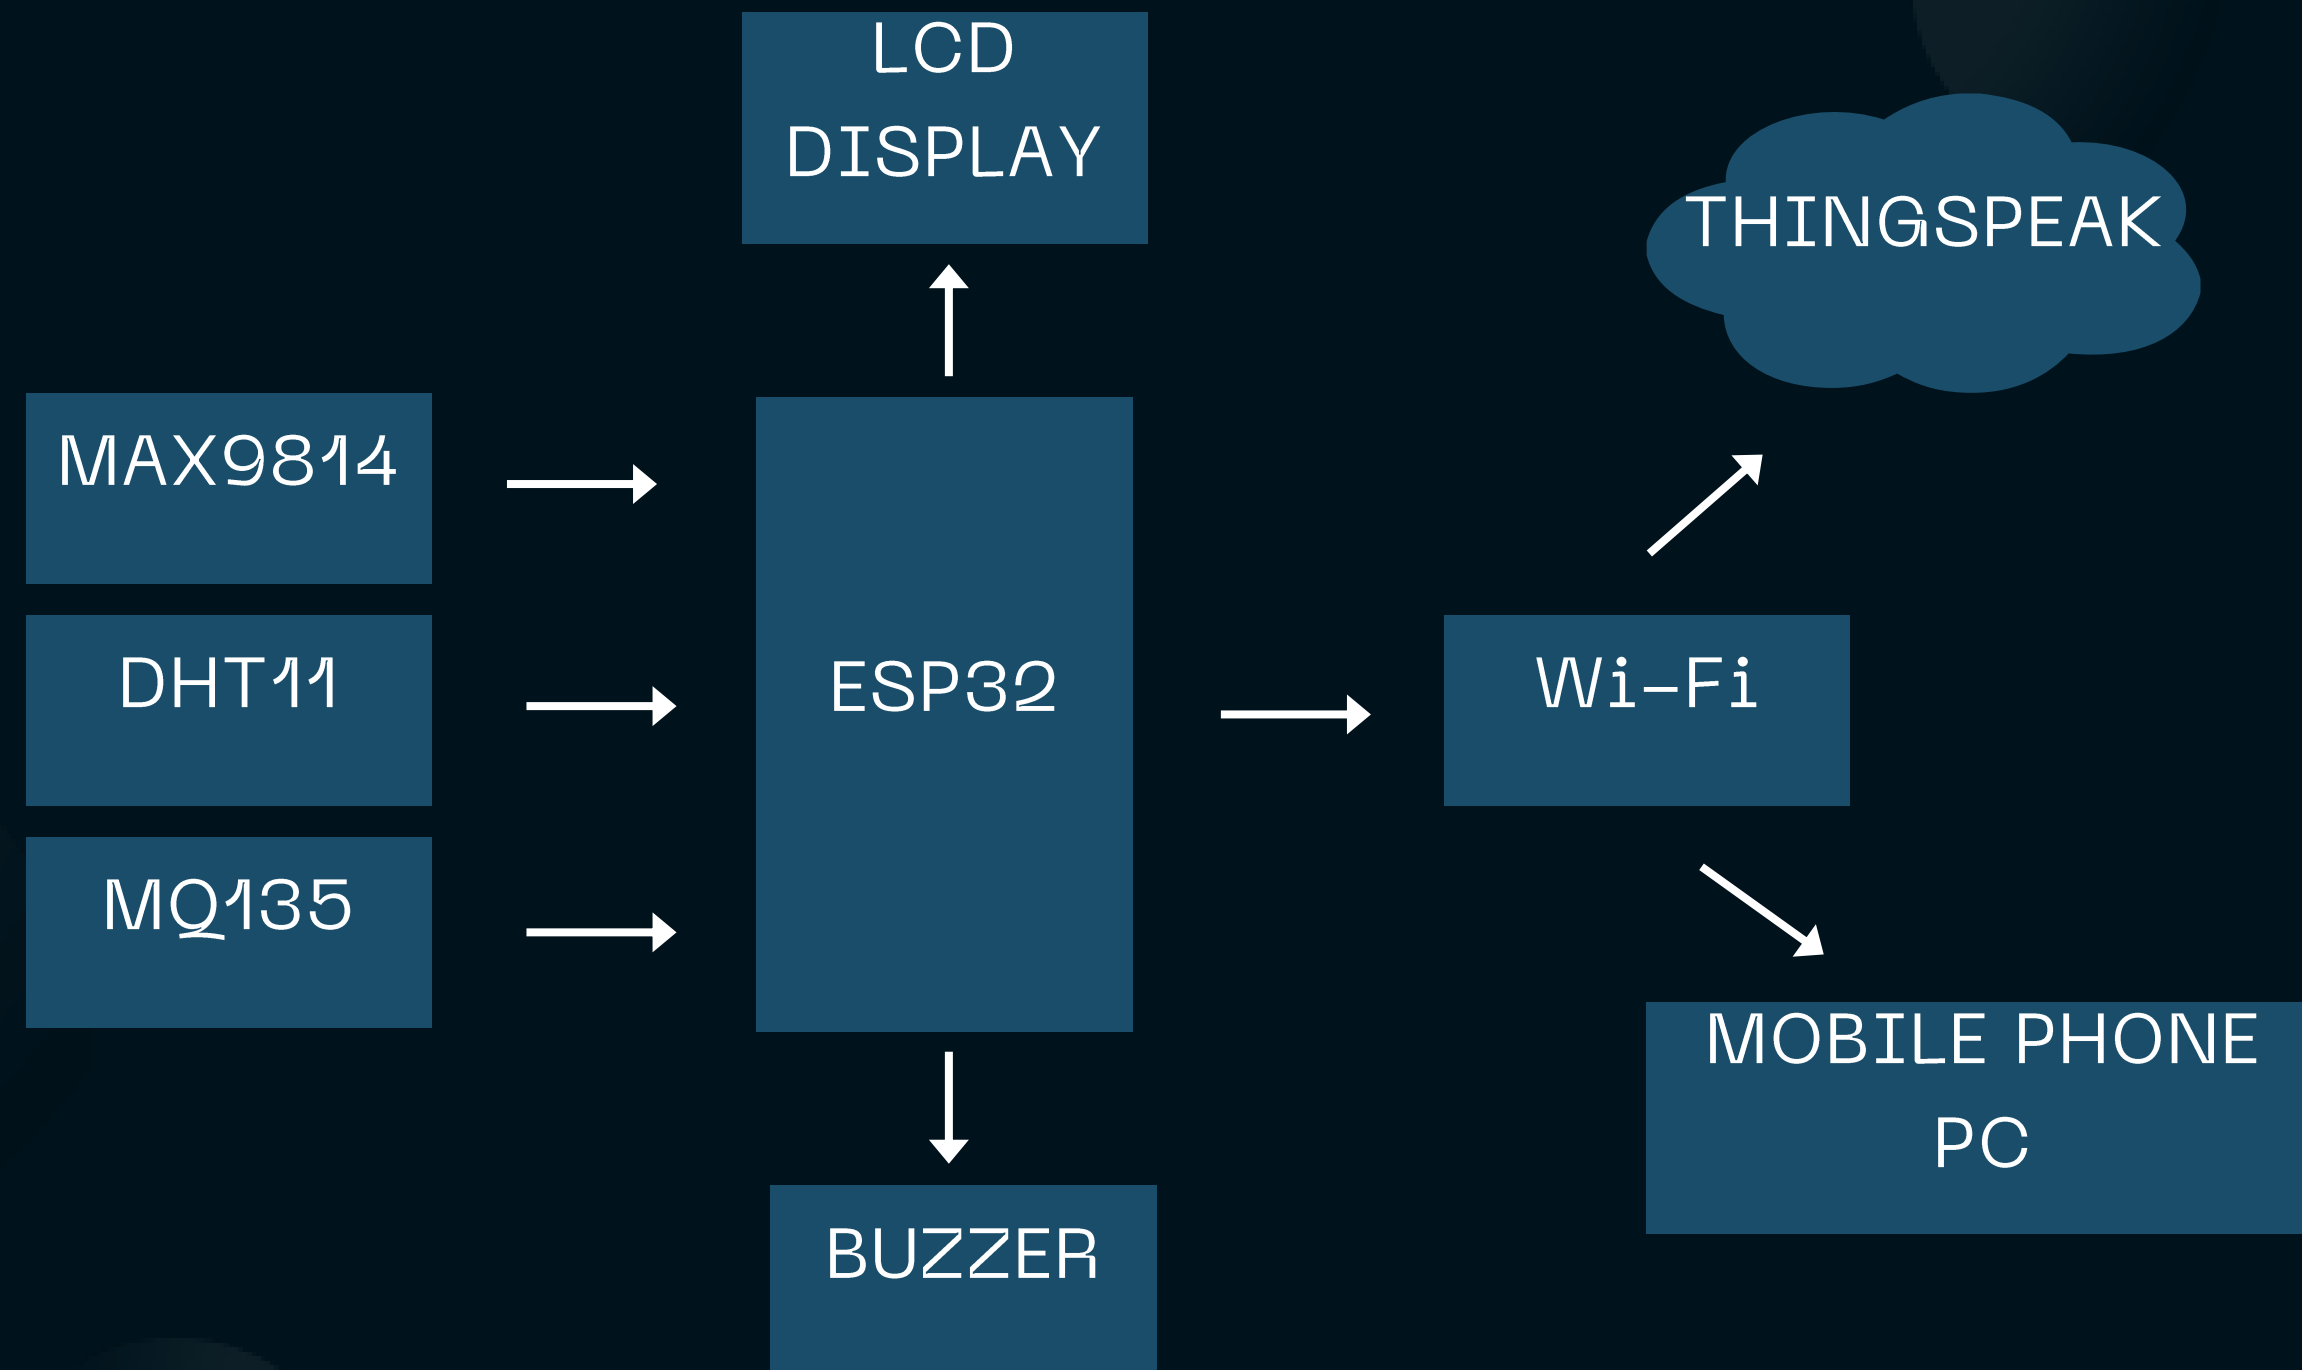 LCD
DISPLAY
THINGSPEAK
MAX9814
DHT11
ESP32
Wi-Fi
MQ135
MOBILE PHONE
PC
BUZZER